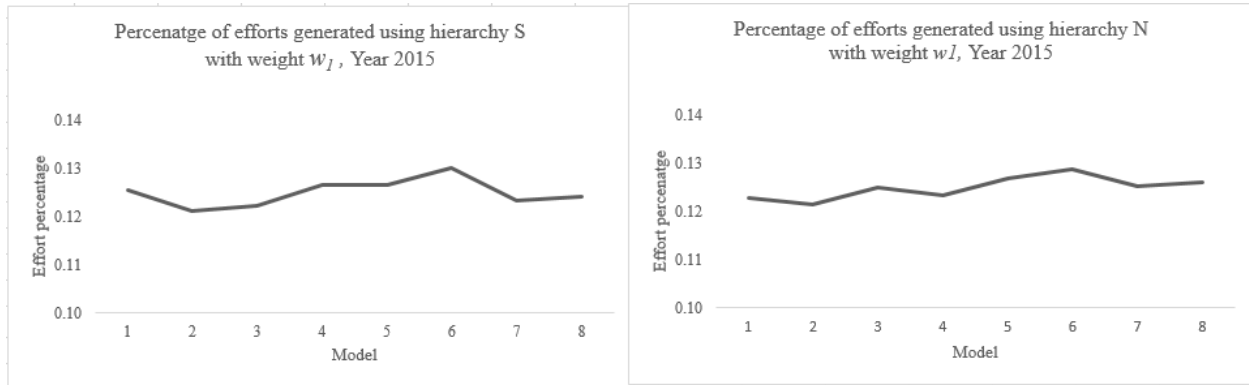 Percenatge of efforts generated using hierarchy S
with weight w1 , Year 2015
0.14
0.13
0.12
0.11
0.10
Effort percentage
1 2 3 4 5 6 7 8
Model
Percentage of efforts generated using hierarchy N
with weight w1, Year 2015
0.14
0.13
0.12
0.11
0.10
Effort percenatge
1 2 3 4 5 6 7 8
Model